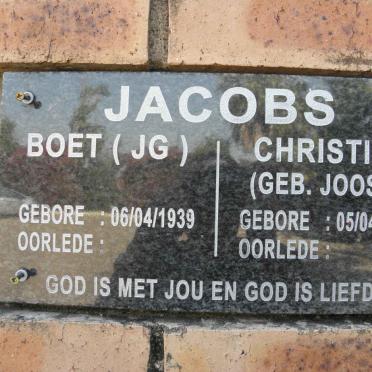 JACOBS
BOET ( JG ) CHRISTI
(GEB. JOOS
GEBORE : 06/04/1939 GEBORE : 05/04
OORLEDE : OORLEDE :
GOD IS MET JOU EN GOD IS LIEFD